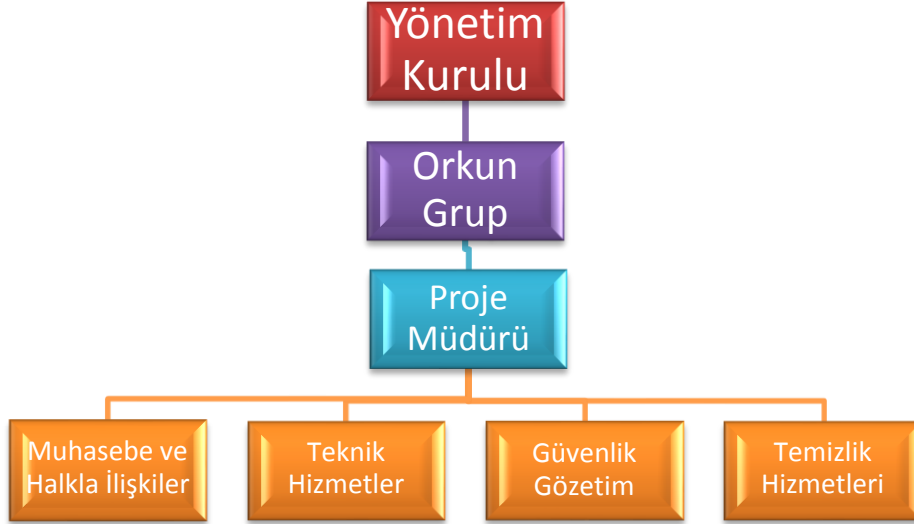 Yönetim
Kurulu
Orkun
Grup
Proje
Müdürü
Muhasebe ve
Halkla İlişkiler
Teknik
Hizmetler
Güvenlik
Gözetim
Temizlik
Hizmetleri